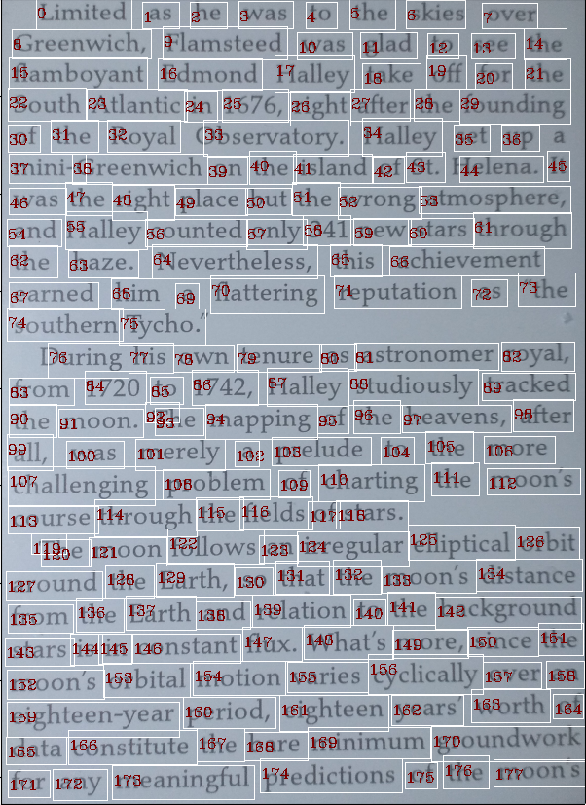 Limited as he was to the skies over
Greenwich, Flamsteed was glad to see the
flamboyant Edmond Halley take off for the
South Atlantic in 1676, right after the founding
of the Royal Observatory. Halley set up a
mini-Greenwich on the island of St. Helena. It
was the right place but the wrong atmosphere,
and Halley counted only 341 new stars through
the haze. Nevertheless, this achievement
earned him a flattering reputation as "the
southern Tycho."
During his own tenure as astronomer royal,
from 1720 to 1742, Halley studiously tracked
the moon. The mapping of the heavens, after
all, was merely a prelude to the more
challenging problem of charting the moon's
course through the fields of stars.
The moon follows an irregular elliptical orbit
around the Earth, so that the moon's distance
from the Earth and relation to the background
stars is in constant flux. What's more, since the
moon's orbital motion varies cyclically over an
eighteen-year period, eighteen years' worth of
data constitute the bare minimum groundwork
for any meaningful predictions of the moon's